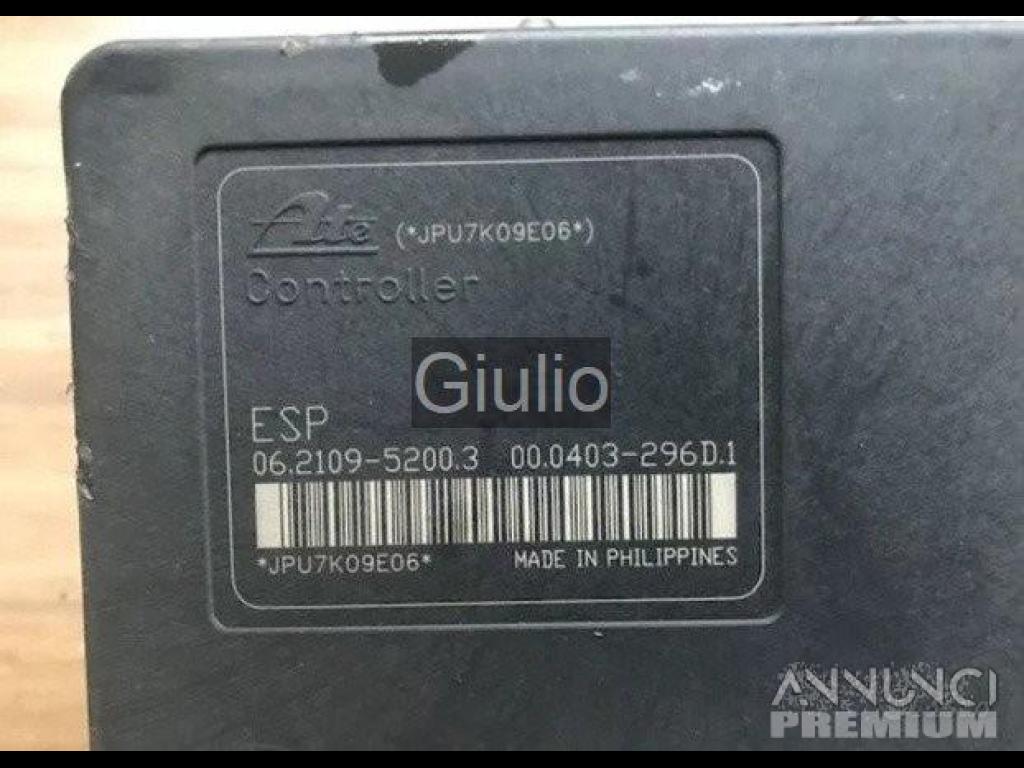 Ate (*JPU7K09E06*)
Controller
Giulio
ESP
06.2109-5200.3 00.0403-296D.1
*JPU7K09E06* MADE IN PHILIPPINES
ANNUNCI
PREMIUM